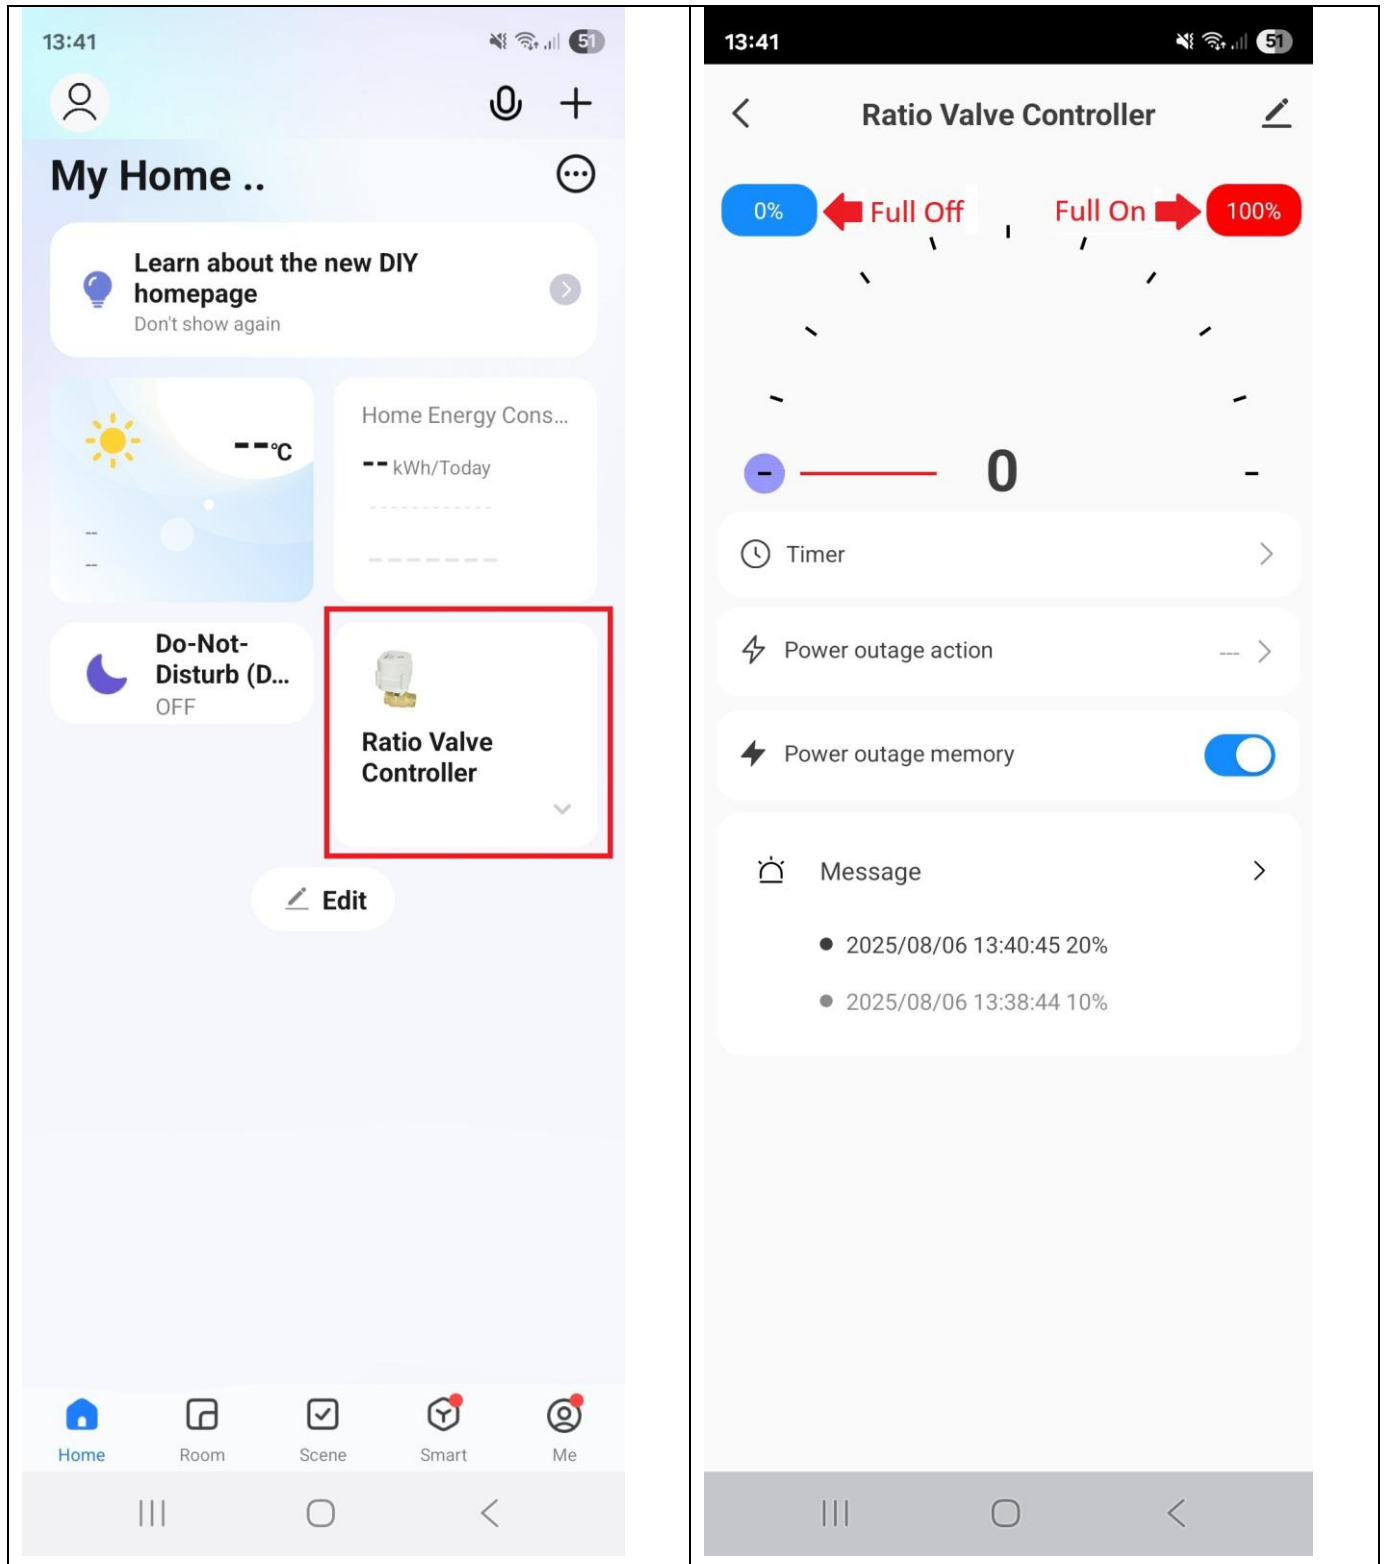 13:41
51
My Home ..
Learn about the new DIY
homepage
Don't show again
--°C
--
--
Home Energy Cons...
-- kWh/Today
Do-Not-
Disturb (D...
OFF
Ratio Valve
Controller
Edit
Home
Room
Scene
Smart
Me
13:41
51
Ratio Valve Controller
0%
Full Off
Full On
100%
0
Timer
Power outage action
---
Power outage memory
Message
2025/08/06 13:40:45 20%
2025/08/06 13:38:44 10%